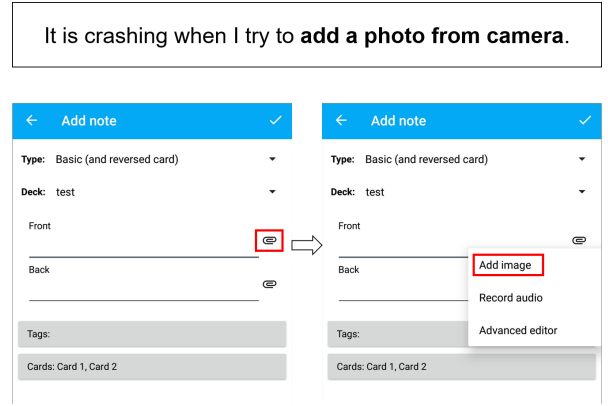 It is crashing when I try to add a photo from camera.
Add note
Type: Basic (and reversed card)
Deck: test
Front
Back
Tags:
Cards: Card 1, Card 2
Add note
Type: Basic (and reversed card)
Deck: test
Front
Add image
Back
Record audio
Advanced editor
Tags:
Cards: Card 1, Card 2